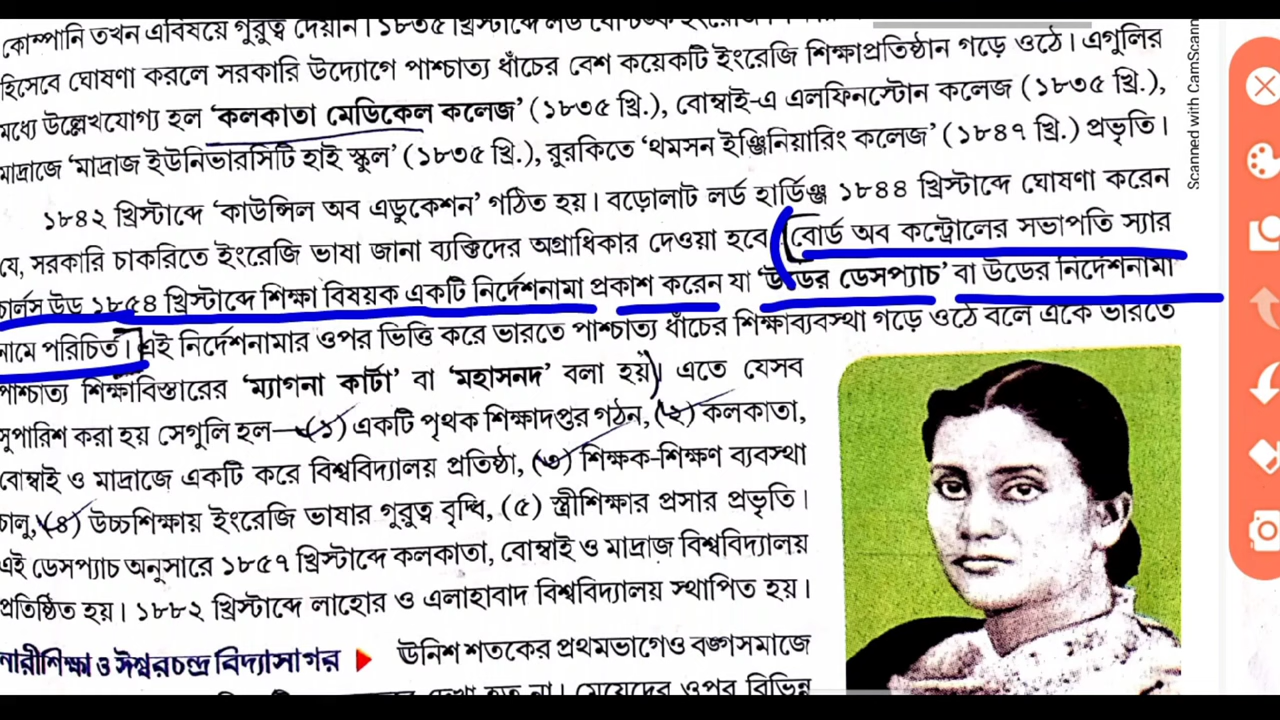 কোম্পানি তখন এবিষয়ে গুরুত্ব দেয়নি। ১৮৩৫ খ্রিস্টাব্দে লর্ড
হিসেবে ঘোষণা করলে সরকারি উদ্যোগে পাশ্চাত্য ধাঁচের বেশ কয়েকটি ইংরেজি শিক্ষাপ্রতিষ্ঠান গড়ে ওঠে। এগুলির
মধ্যে উল্লেখযোগ্য হল ‘কলকাতা মেডিকেল কলেজ’ (১৮৩৫ খ্রি.), বোম্বাই-এ এলফিনস্টোন কলেজ (১৮৩৫ খ্রি.),
মাদ্রাজে ‘মাদ্রাজ ইউনিভারসিটি হাই স্কুল’ (১৮৩৫ খ্রি.), রুরকিতে ‘থমসন ইঞ্জিনিয়ারিং কলেজ’ (১৮৪৭ খ্রি.) প্রভৃতি।
১৮৪২ খ্রিস্টাব্দে ‘কাউন্সিল অব এডুকেশন’ গঠিত হয়। বড়োলাট লর্ড হার্ডিঞ্জ ১৮৪৪ খ্রিস্টাব্দে ঘোষণা করেন
যে, সরকারি চাকরিতে ইংরেজি ভাষা জানা ব্যক্তিদের অগ্রাধিকার দেওয়া হবে। বোর্ড অব কন্ট্রোলের সভাপতি স্যার
চার্লস উড ১৮৫৪ খ্রিস্টাব্দে শিক্ষা বিষয়ক একটি নির্দেশনামা প্রকাশ করেন যা ‘উডের ডেসপ্যাচ’ বা উডের নির্দেশনামা
নামে পরিচিত। এই নির্দেশনামার ওপর ভিত্তি করে ভারতে পাশ্চাত্য ধাঁচের শিক্ষাব্যবস্থা গড়ে ওঠে বলে একে ভারতে
পাশ্চাত্য শিক্ষাবিস্তারের ‘ম্যাগনা কার্টা’ বা ‘মহাসনদ’ বলা হয়। এতে যেসব
সুপারিশ করা হয় সেগুলি হল—(১) একটি পৃথক শিক্ষাদপ্তর গঠন, (২) কলকাতা,
বোম্বাই ও মাদ্রাজে একটি করে বিশ্ববিদ্যালয় প্রতিষ্ঠা, (৩) শিক্ষক-শিক্ষণ ব্যবস্থা
চালু, (৪) উচ্চশিক্ষায় ইংরেজি ভাষার গুরুত্ব বৃদ্ধি, (৫) স্ত্রীশিক্ষার প্রসার প্রভৃতি।
এই ডেসপ্যাচ অনুসারে ১৮৫৭ খ্রিস্টাব্দে কলকাতা, বোম্বাই ও মাদ্রাজ বিশ্ববিদ্যালয়
প্রতিষ্ঠিত হয়। ১৮৮২ খ্রিস্টাব্দে লাহোর ও এলাহাবাদ বিশ্ববিদ্যালয় স্থাপিত হয়।
নারীশিক্ষা ও ঈশ্বরচন্দ্র বিদ্যাসাগর ▶ ঊনিশ শতকের প্রথমভাগেও বঙ্গসমাজে
দেখা হত না। মেয়েদের ওপর বিভিন্ন
Scanned with CamScann